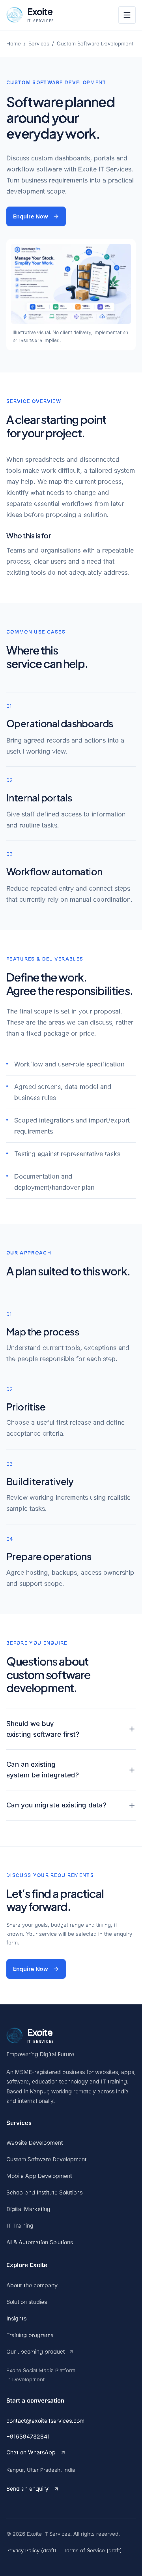 Exoite
IT SERVICES
Home / Services / Custom Software Development
CUSTOM SOFTWARE DEVELOPMENT
Software planned
around your
everyday work.
Discuss custom dashboards, portals and
workflow software with Exoite IT Services.
Turn business requirements into a practical
development scope.
Enquire Now →
Manage Your Stock.
Simplify Your Work.
Illustrative visual. No client delivery, implementation
or results are implied.
SERVICE OVERVIEW
A clear starting point
for your project.
When spreadsheets and disconnected
tools make work difficult, a tailored system
may help. We map the current process,
identify what needs to change and
separate essential workflows from later
ideas before proposing a solution.
Who this is for
Teams and organisations with a repeatable
process, clear users and a need that
existing tools do not adequately address.
COMMON USE CASES
Where this
service can help.
01
Operational dashboards
Bring agreed records and actions into a
useful working view.
02
Internal portals
Give staff defined access to information
and routine tasks.
03
Workflow automation
Reduce repeated entry and connect steps
that currently rely on manual coordination.
FEATURES & DELIVERABLES
Define the work.
Agree the responsibilities.
The final scope is set in your proposal.
These are the areas we can discuss, rather
than a fixed package or price.
Workflow and user-role specification
Agreed screens, data model and
business rules
Scoped integrations and import/export
requirements
Testing against representative tasks
Documentation and
deployment/handover plan
OUR APPROACH
A plan suited to this work.
01
Map the process
Understand current tools, exceptions and
the people responsible for each step.
02
Prioritise
Choose a useful first release and define
acceptance criteria.
03
Build iteratively
Review working increments using realistic
sample tasks.
04
Prepare operations
Agree hosting, backups, access ownership
and support scope.
BEFORE YOU ENQUIRE
Questions about
custom software
development.
Should we buy
existing software first? +
Can an existing
system be integrated? +
Can you migrate existing data? +
DISCUSS YOUR REQUIREMENTS
Let's find a practical
way forward.
Share your goals, budget range and timing, if
known. Your service will be selected in the enquiry
form.
Enquire Now →
Exoite
IT SERVICES
Empowering Digital Future
An MSME-registered business for websites, apps,
software, education technology and IT training.
Based in Kanpur, working remotely across India
and internationally.
Services
Website Development
Custom Software Development
Mobile App Development
School and Institute Solutions
Digital Marketing
IT Training
AI & Automation Solutions
Explore Exoite
About the company
Solution studies
Insights
Training programs
Our upcoming product ↗
Exoite Social Media Platform
In Development
Start a conversation
contact@exoiteitservices.com
+916394732841
Chat on WhatsApp ↗
Kanpur, Uttar Pradesh, India
Send an enquiry ↗
© 2026 Exoite IT Services. All rights reserved.
Privacy Policy (draft) Terms of Service (draft)